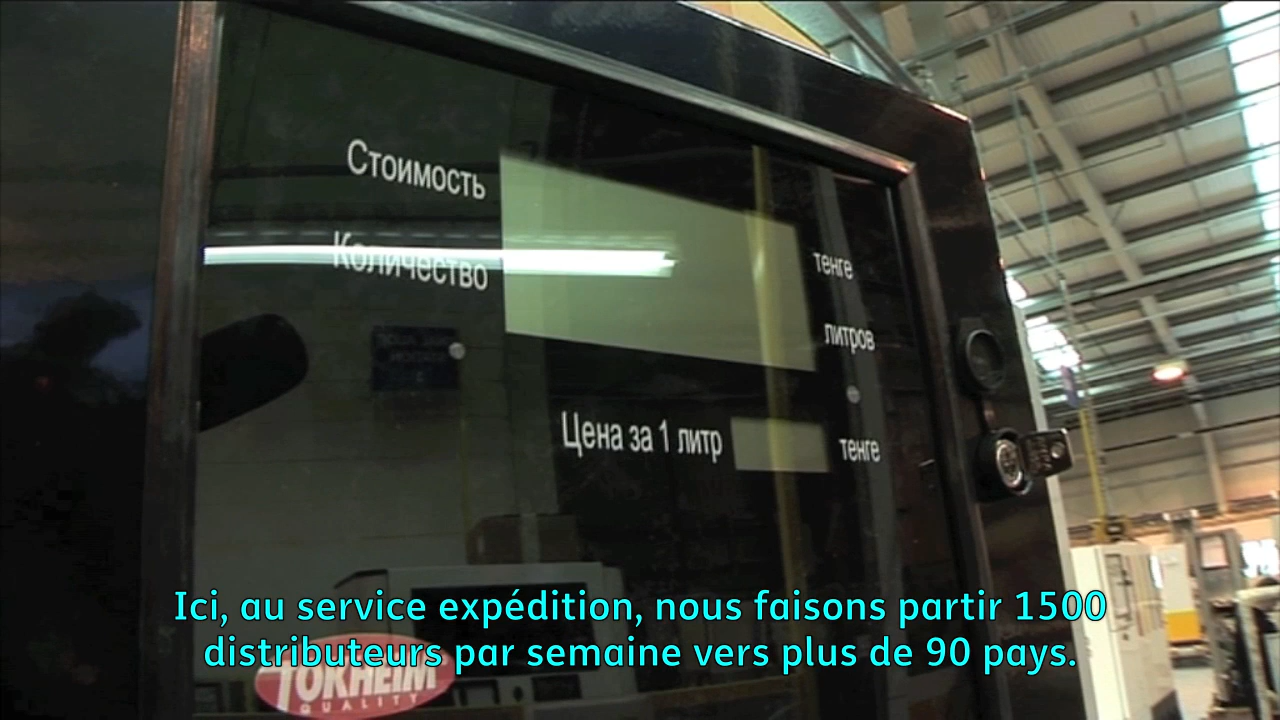 Стоимость
тенге
Количество
литров
Цена за 1 литр
тенге
Ici, au service expédition, nous faisons partir 1500
distributeurs par semaine vers plus de 90 pays.
TOKHEIM
QUALITY